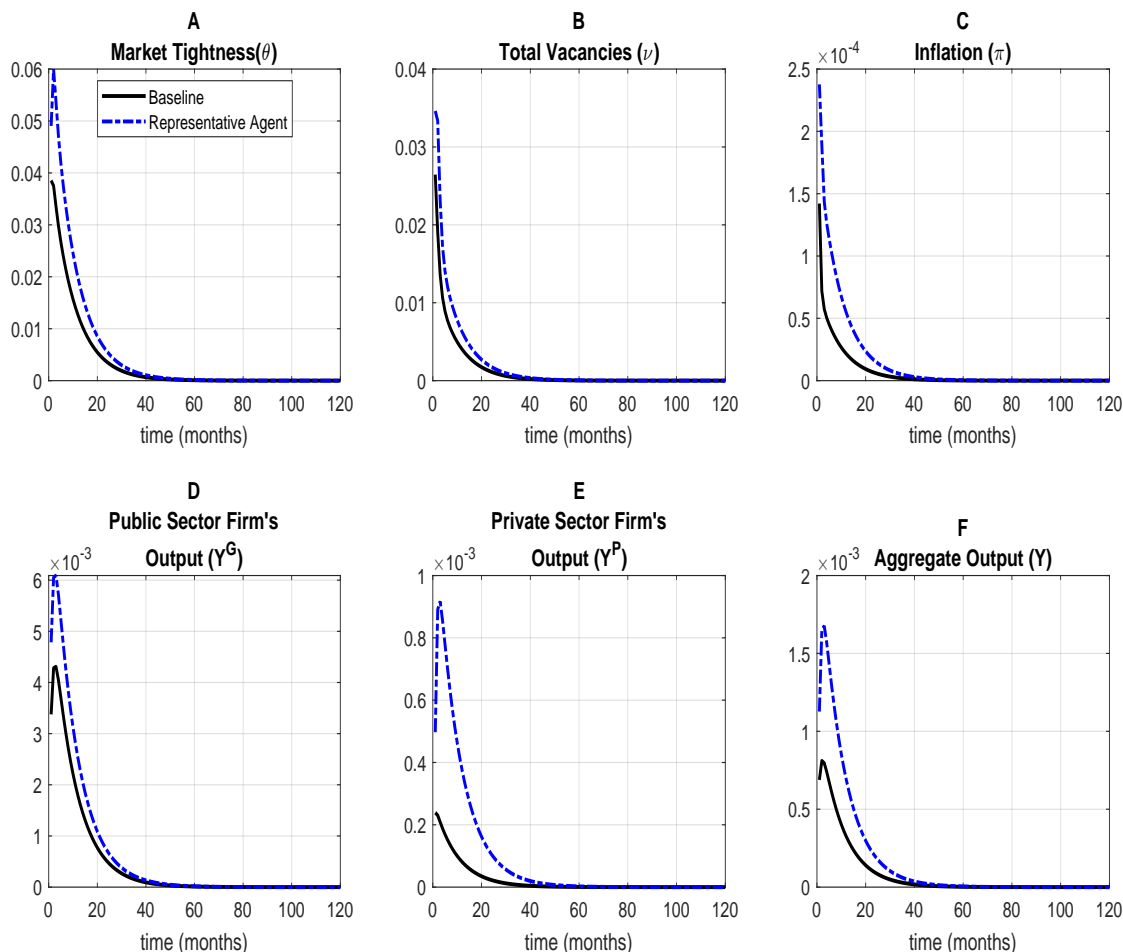 A
Market Tightness(θ)
0.06
0.05
0.04
0.03
0.02
0.01
0
0 20 40 60 80 100 120
time (months)
Baseline
Representative Agent
B
Total Vacancies (ν)
0.04
0.03
0.02
0.01
0
0 20 40 60 80 100 120
time (months)
C
×10^-4 Inflation (π)
2.5
2
1.5
1
0.5
0
0 20 40 60 80 100 120
time (months)
D
Public Sector Firm's
×10^-3 Output (Y^G)
6
5
4
3
2
1
0
0 20 40 60 80 100 120
time (months)
E
Private Sector Firm's
×10^-3 Output (Y^P)
1
0.8
0.6
0.4
0.2
0
0 20 40 60 80 100 120
time (months)
F
×10^-3 Aggregate Output (Y)
2
1.5
1
0.5
0
0 20 40 60 80 100 120
time (months)